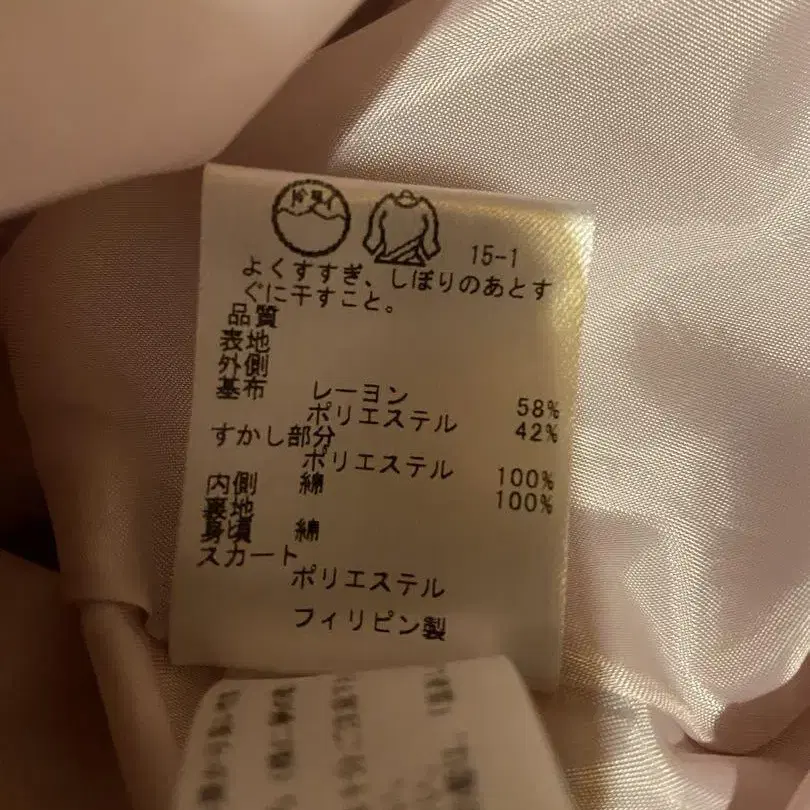 15-1
よくすすぎ、しぼりのあとす
ぐに干すこと。
品質
表地
外側
基布 レーヨン 58%
ポリエステル 42%
すかし部分
ポリエステル 100%
内側 綿 100%
裏地
身頃 綿
スカート
ポリエステル
フィリピン製